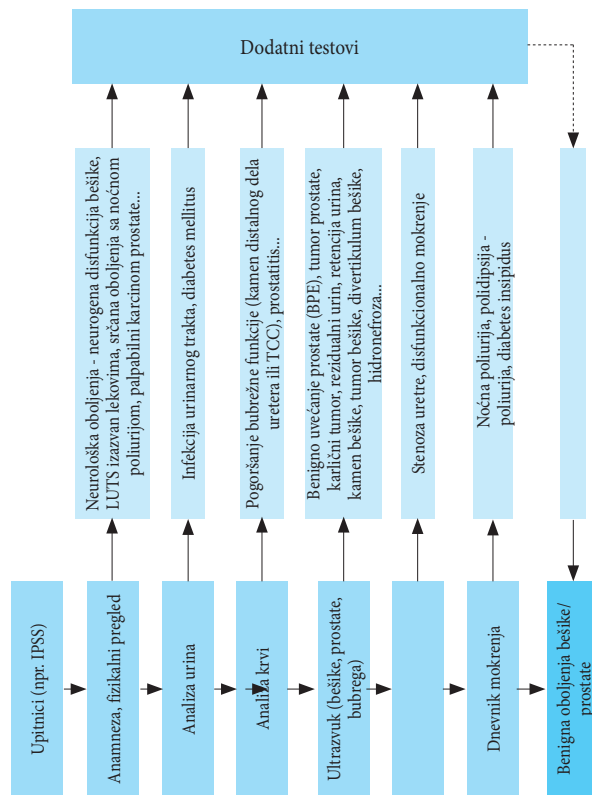 Dodatni testovi
Neurološka oboljenja - neurogena disfunkcija bešike,
LUTS izazvan lekovima, srčana oboljenja sa noćnom
poliurijom, palpabilni karcinom prostate...
Infekcija urinarnog trakta, diabetes mellitus
Pogoršanje bubrežne funkcije (kamen distalnog dela
uretera ili TCC), prostatitis...
Benigno uvećanje prostate (BPE), tumor prostate,
karlični tumor, rezidualni urin, retencija urina,
kamen bešike, tumor bešike, divertikulum bešike,
hidronefroza...
Stenoza uretre, disfunkcionalno mokrenje
Noćna poliurija, polidipsija -
poliurija, diabetes insipidus
Upitnici (npr. IPSS)
Anamneza, fizikalni pregled
Analiza urina
Analiza krvi
Ultrazvuk (bešike, prostate,
bubrega)
Dnevnik mokrenja
Benigna oboljenja bešike/
prostate